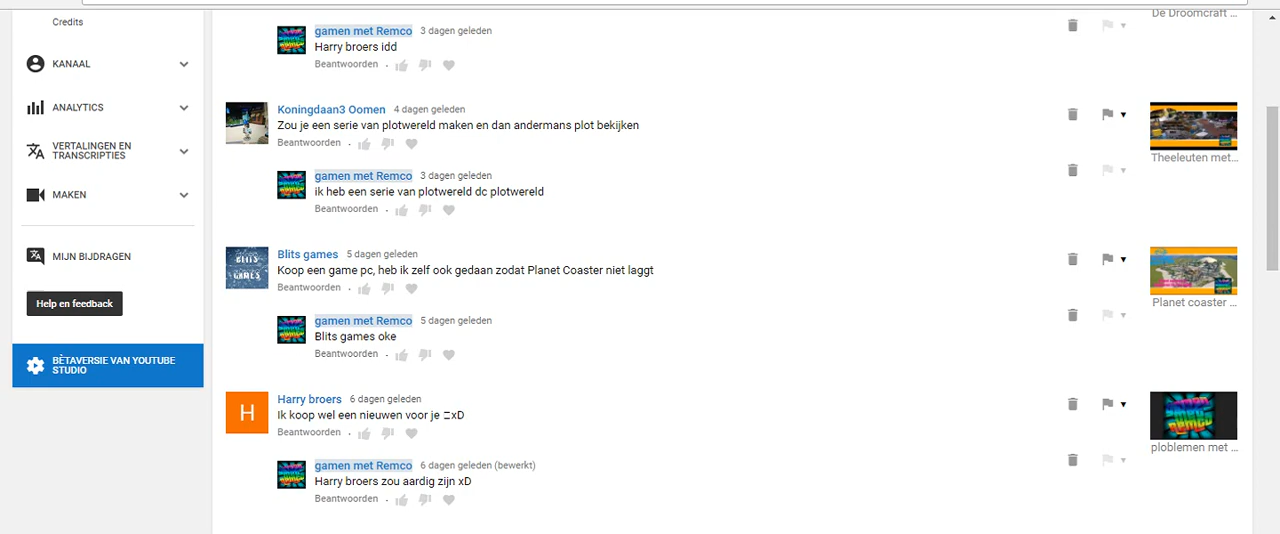 Credits
De Droomcraft ...
gamen met Remco 3 dagen geleden
Harry broers idd
Beantwoorden
KANAAL
ANALYTICS
Koningdaan3 Oomen 4 dagen geleden
Zou je een serie van plotwereld maken en dan andermans plot bekijken
Beantwoorden
Theeleuten met...
VERTALINGEN EN
TRANSCRIPTIES
gamen met Remco 3 dagen geleden
ik heb een serie van plotwereld dc plotwereld
Beantwoorden
MAKEN
MIJN BIJDRAGEN
BLITS
GAMES
Blits games 5 dagen geleden
Koop een game pc, heb ik zelf ook gedaan zodat Planet Coaster niet laggt
Beantwoorden
Planet coaster ...
Help en feedback
gamen met Remco 5 dagen geleden
Blits games oke
Beantwoorden
BÈTAVERSIE VAN YOUTUBE
STUDIO
H
Harry broers 6 dagen geleden
Ik koop wel een nieuwen voor je ニxD
Beantwoorden
ploblemen met ...
gamen met Remco 6 dagen geleden (bewerkt)
Harry broers zou aardig zijn xD
Beantwoorden